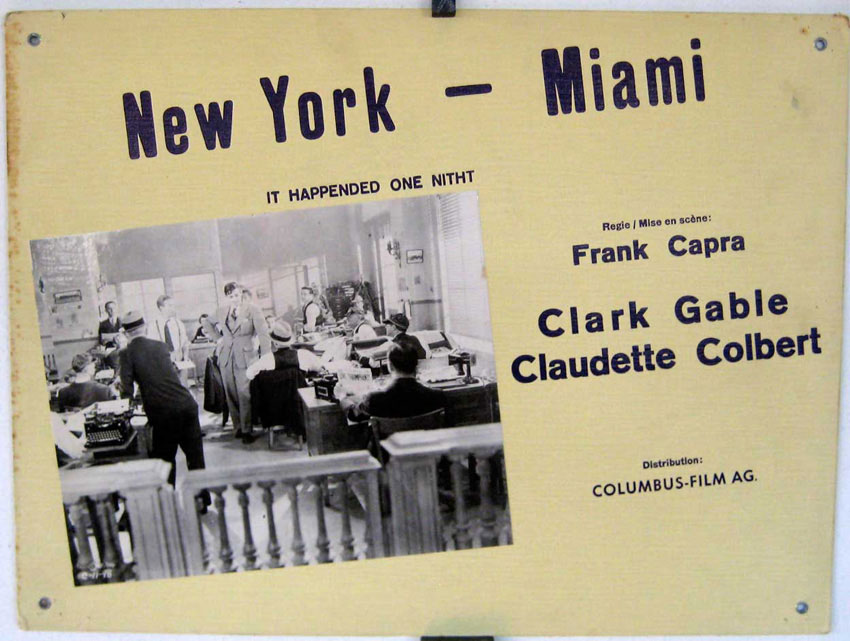 New York – Miami
IT HAPPENDED ONE NITHT
Regie / Mise en scène:
Frank Capra
Clark Gable
Claudette Colbert
Distribution:
COLUMBUS-FILM AG.